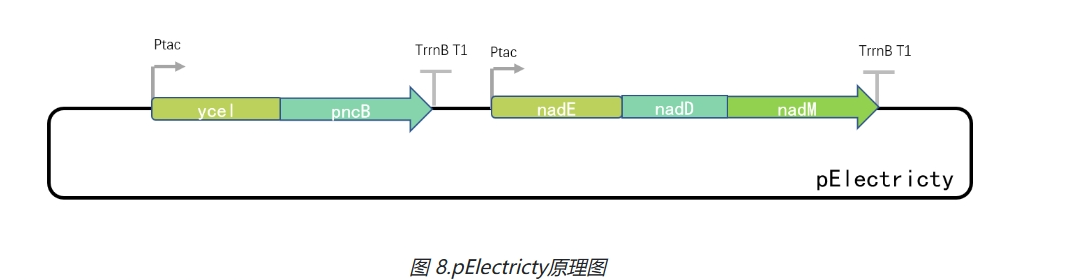 Ptac
TrrnB T1
Ptac
TrrnB T1
ycel
pncB
nadE
nadD
nadM
pElectricty
图 8.pElectricty原理图